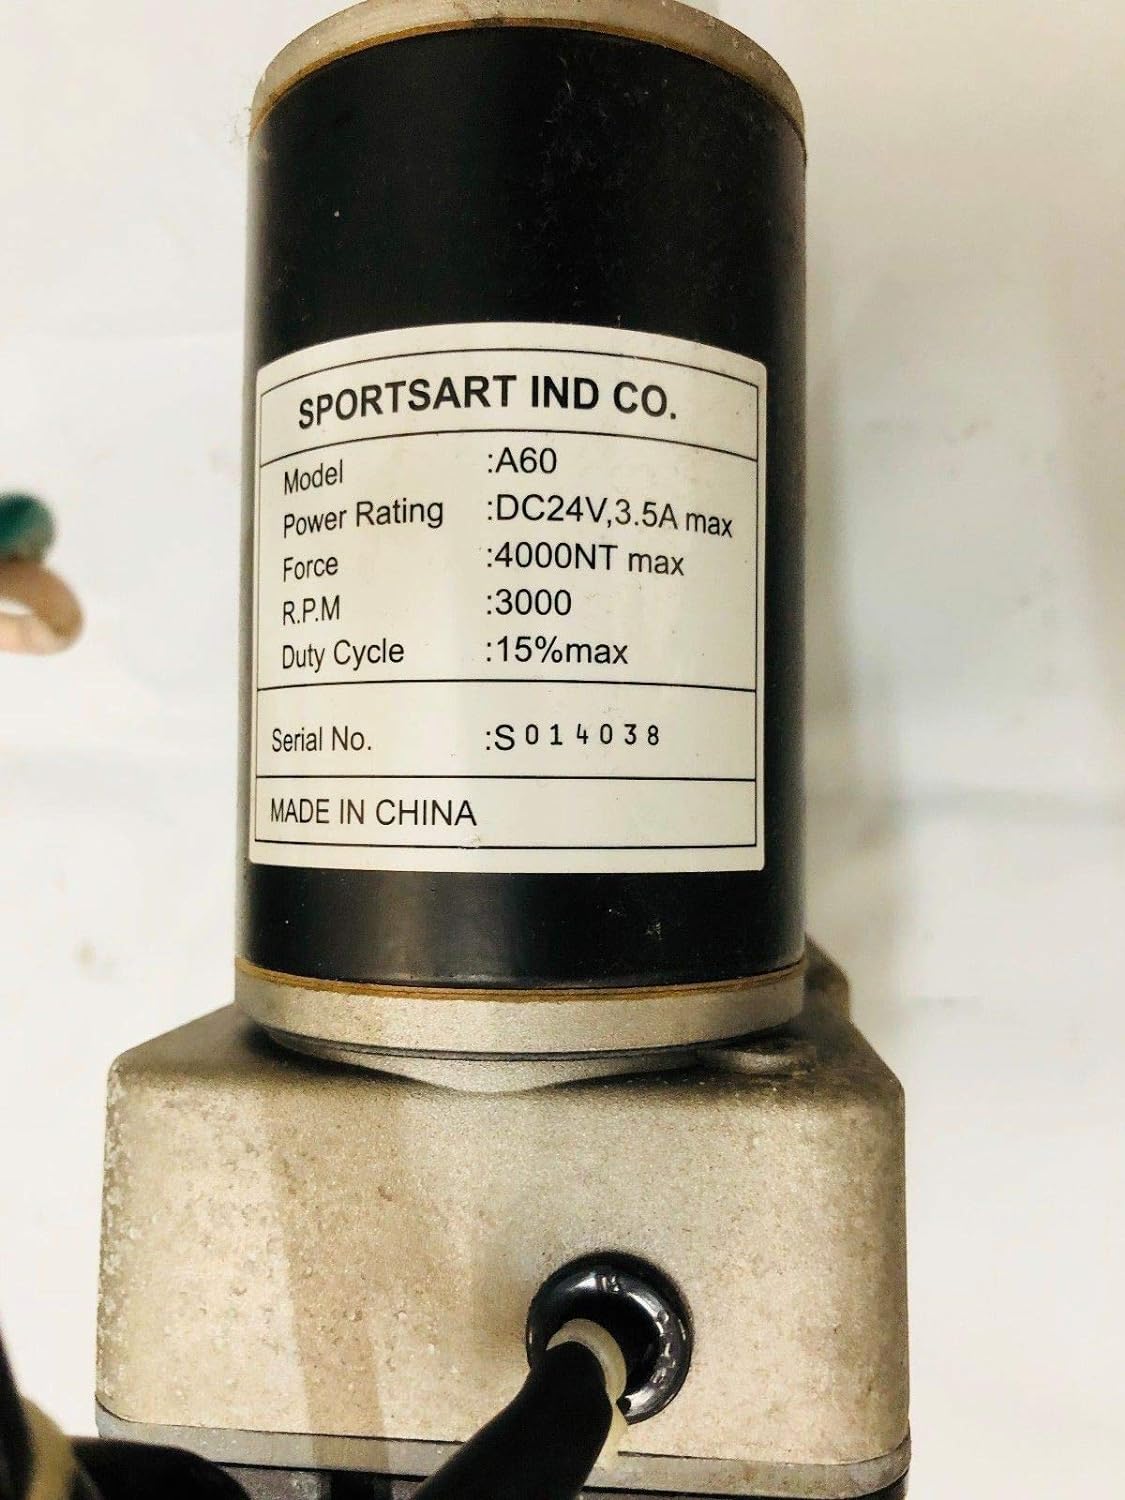 SPORTSART IND CO.
Model :A60
Power Rating :DC24V,3.5A max
Force :4000NT max
R.P.M :3000
Duty Cycle :15%max
Serial No. :S014038
MADE IN CHINA